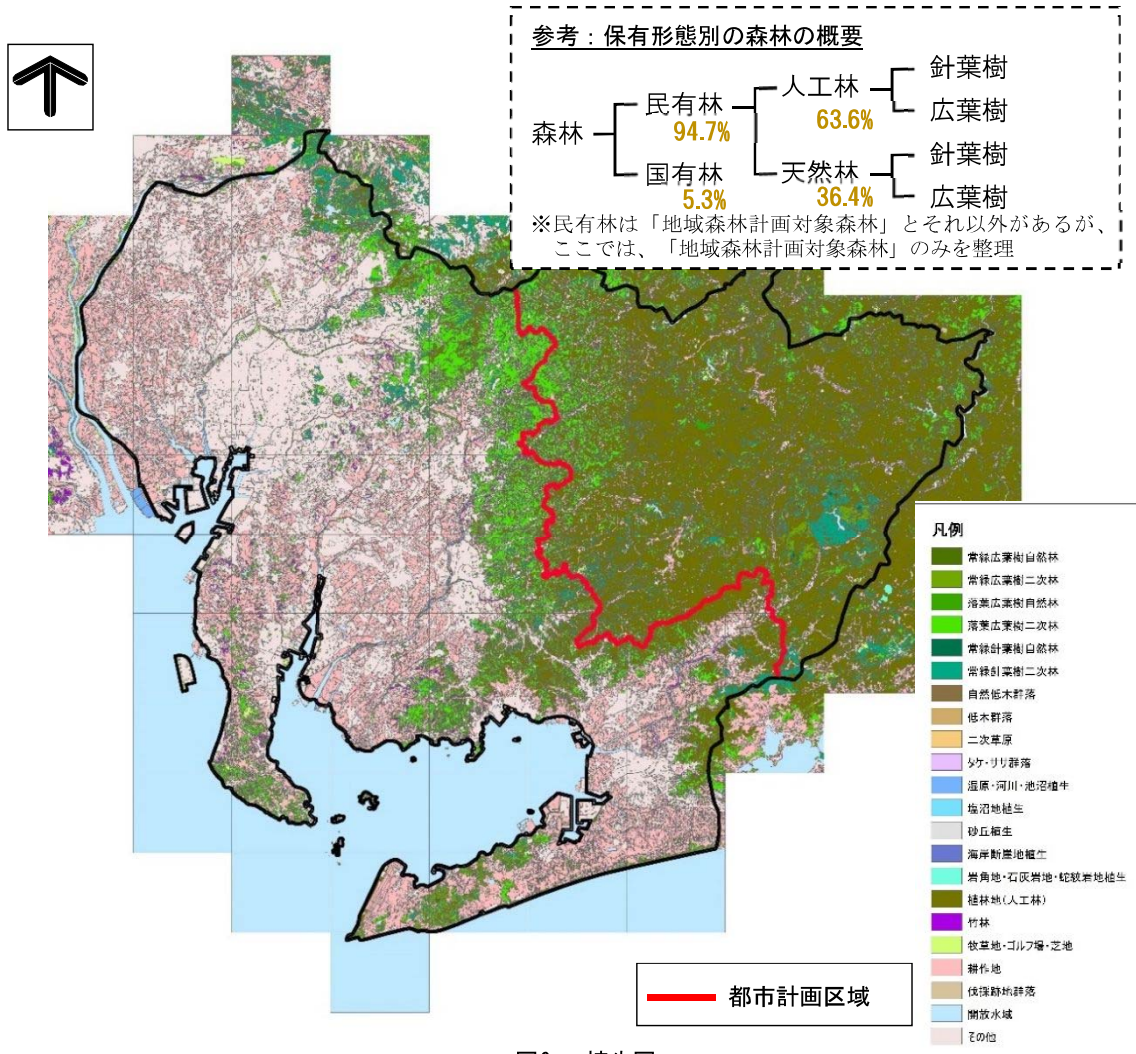 参考：保有形態別の森林の概要
森林
民有林
94.7%
国有林
5.3%
人工林
63.6%
天然林
36.4%
針葉樹
広葉樹
針葉樹
広葉樹
※民有林は「地域森林計画対象森林」とそれ以外があるが、
ここでは、「地域森林計画対象森林」のみを整理
凡例
常緑広葉樹自然林
常緑広葉樹二次林
落葉広葉樹自然林
落葉広葉樹二次林
常緑針葉樹自然林
常緑針葉樹二次林
自然低木群落
低木群落
二次草原
タケ・ササ群落
湿原・河川・池沼植生
塩沼地植生
砂丘植生
海岸断崖地植生
岩角地・石灰岩地・蛇紋岩地植生
植林地(人工林)
竹林
牧草地・ゴルフ場・芝地
耕作地
伐採跡地群落
開放水域
その他
都市計画区域